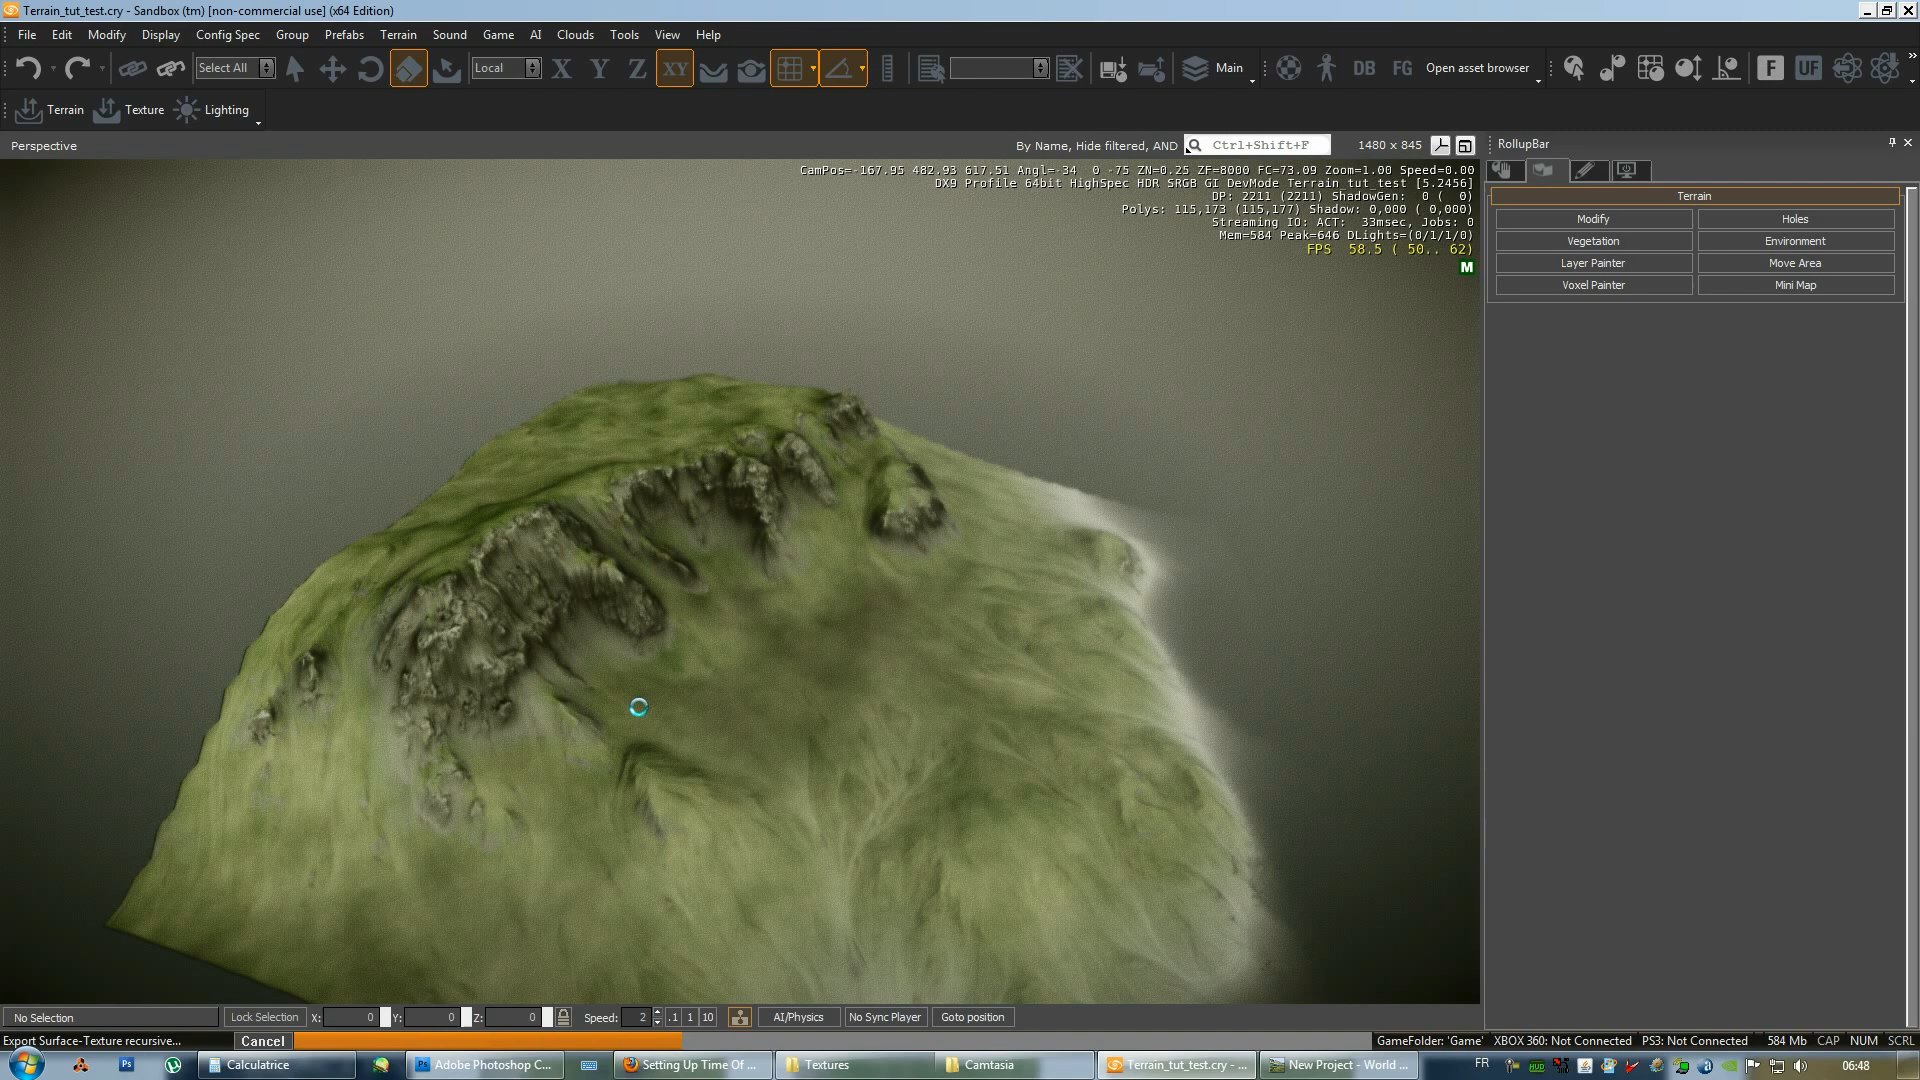 Terrain_tut_test.cry - Sandbox (tm) [non-commercial use] (x64 Edition)
File Edit Modify Display Config Spec Group Prefabs Terrain Sound Game AI Clouds Tools View Help
Select All Local X Y Z XY Main DB FG Open asset browser F UF
Terrain Texture Lighting
Perspective By Name, Hide filtered, AND Ctrl+Shift+F 1480 x 845 RollupBar
CamPos=-167.95 482.93 617.51 Angl=-34 0 -75 ZN=0.25 ZF=8000 FC=73.09 Zoom=1.00 Speed=0.00
DX9 Profile 64bit HighSpec HDR SRGB GI DevMode Terrain_tut_test [5.2456]
DP: 2211 (2211) ShadowGen: 0 ( 0)
Polys: 115,173 (115,177) Shadow: 0,000 ( 0,000)
Streaming IO: ACT: 33msec, Jobs: 0
Mem=584 Peak=646 DLights=(0/1/1/0)
FPS 58.5 ( 50.. 62)
M
Terrain
Modify Holes
Vegetation Environment
Layer Painter Move Area
Voxel Painter Mini Map
No Selection Lock Selection X: 0 Y: 0 Z: 0 Speed: 2 .1 1 10 AI/Physics No Sync Player Goto position
Export Surface-Texture recursive... Cancel GameFolder: 'Game' XBOX 360: Not Connected PS3: Not Connected 584 Mb CAP NUM SCRL
Calculatrice Ps Adobe Photoshop C... Setting Up Time Of ... Textures Camtasia Terrain_tut_test.cry - ... New Project - World ... FR 06:48